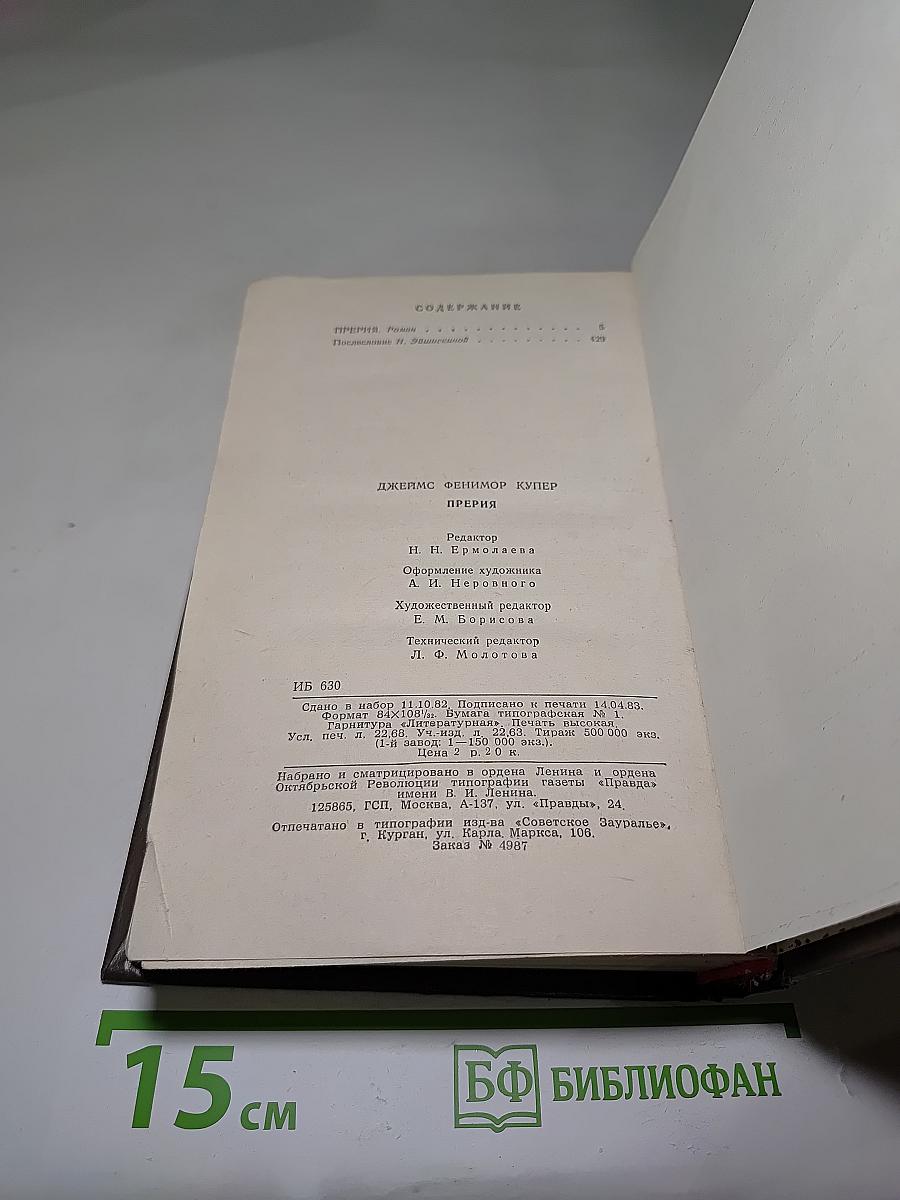 СОДЕРЖАНИЕ
ПРЕРИЯ. Роман . . . . . . . . . . . . . 5
Послесловие Н. Эйшискиной . . . . . . . . . 429
ДЖЕЙМС ФЕНИМОР КУПЕР
ПРЕРИЯ
Редактор
Н. Н. Ермолаева
Оформление художника
А. И. Неровного
Художественный редактор
Е. М. Борисова
Технический редактор
Л. Ф. Молотова
ИБ 630
Сдано в набор 11.10.82. Подписано к печати 14.04.83.
Формат 84×108¹/₃₂. Бумага типографская № 1.
Гарнитура «Литературная». Печать высокая.
Усл. печ. л. 22,68. Уч.-изд. л. 22,63. Тираж 500 000 экз.
(1-й завод: 1—150 000 экз.).
Цена 2 р. 20 к.
Набрано и сматрицировано в ордена Ленина и ордена
Октябрьской Революции типографии газеты «Правда»
имени В. И. Ленина.
125865, ГСП, Москва, А-137, ул. «Правды», 24.
Отпечатано в типографии изд-ва «Советское Зауралье»,
г. Курган, ул. Карла Маркса, 106.
Заказ № 4987
15 см
БФ БИБЛИОФАН